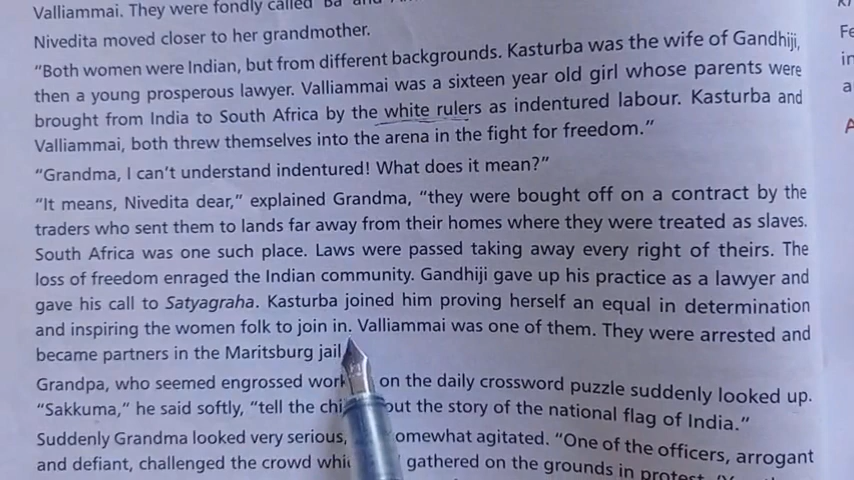 Valliammai. They were fondly called Ba and
Nivedita moved closer to her grandmother.
“Both women were Indian, but from different backgrounds. Kasturba was the wife of Gandhiji,
then a young prosperous lawyer. Valliammai was a sixteen year old girl whose parents were
brought from India to South Africa by the white rulers as indentured labour. Kasturba and
Valliammai, both threw themselves into the arena in the fight for freedom.”
“Grandma, I can’t understand indentured! What does it mean?”
“It means, Nivedita dear,” explained Grandma, “they were bought off on a contract by the
traders who sent them to lands far away from their homes where they were treated as slaves.
South Africa was one such place. Laws were passed taking away every right of theirs. The
loss of freedom enraged the Indian community. Gandhiji gave up his practice as a lawyer and
gave his call to Satyagraha. Kasturba joined him proving herself an equal in determination
and inspiring the women folk to join in. Valliammai was one of them. They were arrested and
became partners in the Maritsburg jail
Grandpa, who seemed engrossed work on the daily crossword puzzle suddenly looked up.
“Sakkuma,” he said softly, “tell the chi out the story of the national flag of India.”
Suddenly Grandma looked very serious, omewhat agitated. “One of the officers, arrogant
and defiant, challenged the crowd whi gathered on the grounds in protest.